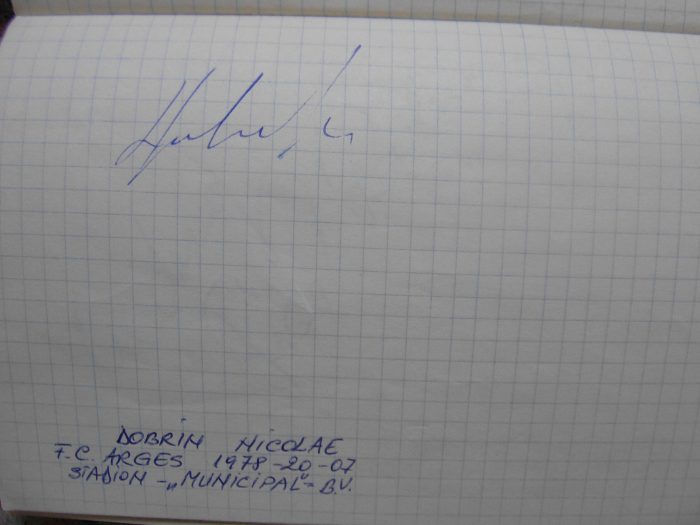 DOBRIN NICOLAE
F.C. ARGES 1978-20-07
STADION - „MUNICIPAL"- B.V.